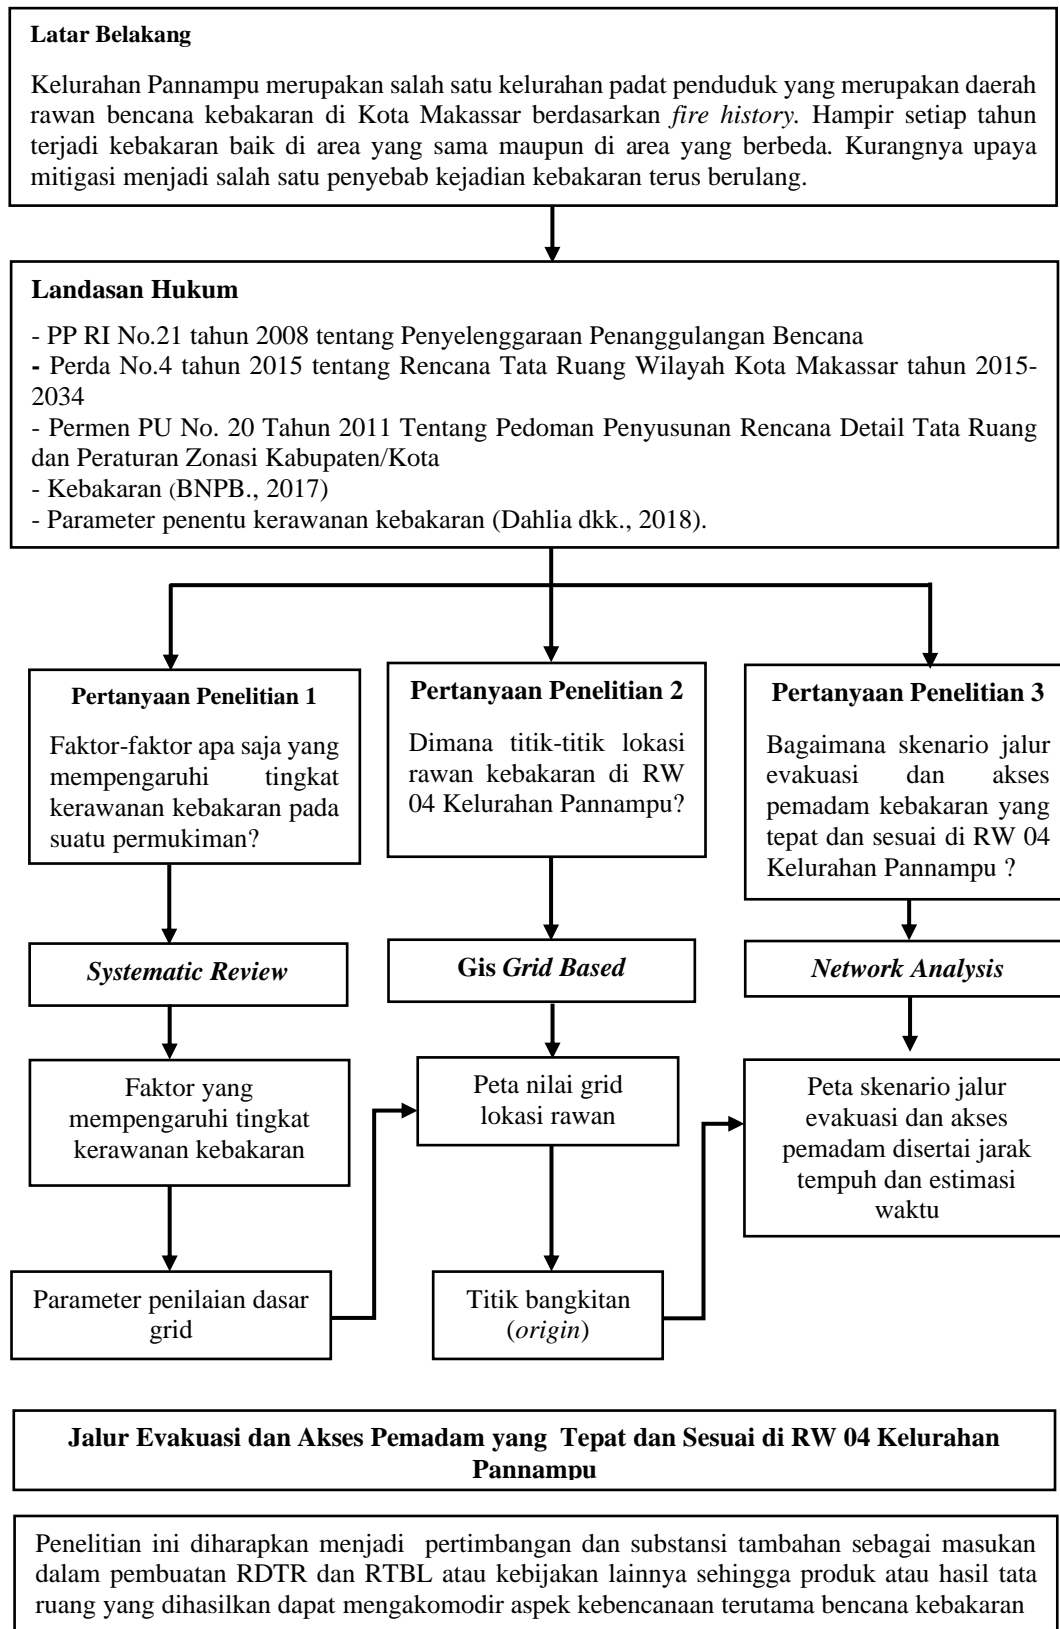 Latar Belakang
Kelurahan Pannampu merupakan salah satu kelurahan padat penduduk yang merupakan daerah
rawan bencana kebakaran di Kota Makassar berdasarkan fire history. Hampir setiap tahun
terjadi kebakaran baik di area yang sama maupun di area yang berbeda. Kurangnya upaya
mitigasi menjadi salah satu penyebab kejadian kebakaran terus berulang.
Landasan Hukum
- PP RI No.21 tahun 2008 tentang Penyelenggaraan Penanggulangan Bencana
- Perda No.4 tahun 2015 tentang Rencana Tata Ruang Wilayah Kota Makassar tahun 2015-
2034
- Permen PU No. 20 Tahun 2011 Tentang Pedoman Penyusunan Rencana Detail Tata Ruang
dan Peraturan Zonasi Kabupaten/Kota
- Kebakaran (BNPB., 2017)
- Parameter penentu kerawanan kebakaran (Dahlia dkk., 2018).
Pertanyaan Penelitian 1
Faktor-faktor apa saja yang
mempengaruhi tingkat
kerawanan kebakaran pada
suatu permukiman?
Pertanyaan Penelitian 2
Dimana titik-titik lokasi
rawan kebakaran di RW
04 Kelurahan Pannampu?
Pertanyaan Penelitian 3
Bagaimana skenario jalur
evakuasi dan akses
pemadam kebakaran yang
tepat dan sesuai di RW 04
Kelurahan Pannampu ?
Systematic Review
Gis Grid Based
Network Analysis
Faktor yang
mempengaruhi tingkat
kerawanan kebakaran
Peta nilai grid
lokasi rawan
Peta skenario jalur
evakuasi dan akses
pemadam disertai jarak
tempuh dan estimasi
waktu
Parameter penilaian dasar
grid
Titik bangkitan
(origin)
Jalur Evakuasi dan Akses Pemadam yang Tepat dan Sesuai di RW 04 Kelurahan
Pannampu
Penelitian ini diharapkan menjadi pertimbangan dan substansi tambahan sebagai masukan
dalam pembuatan RDTR dan RTBL atau kebijakan lainnya sehingga produk atau hasil tata
ruang yang dihasilkan dapat mengakomodir aspek kebencanaan terutama bencana kebakaran